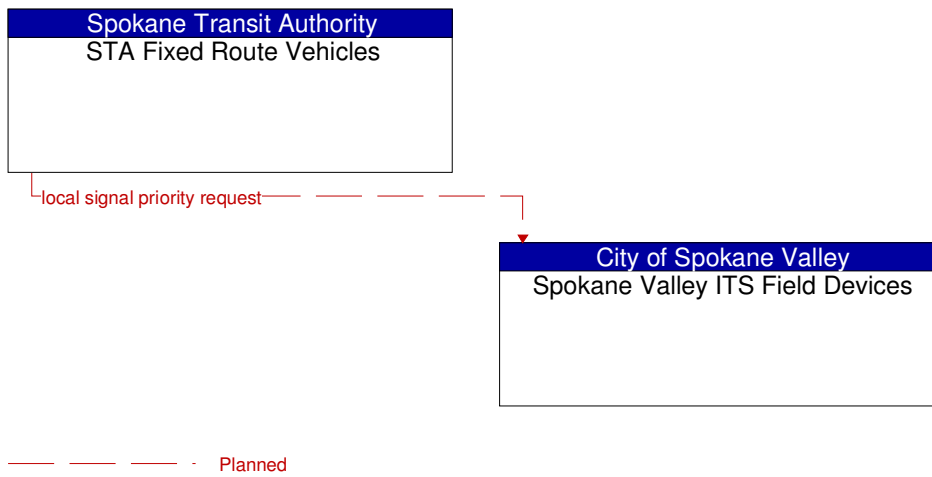 Spokane Transit Authority
STA Fixed Route Vehicles
local signal priority request
City of Spokane Valley
Spokane Valley ITS Field Devices
Planned